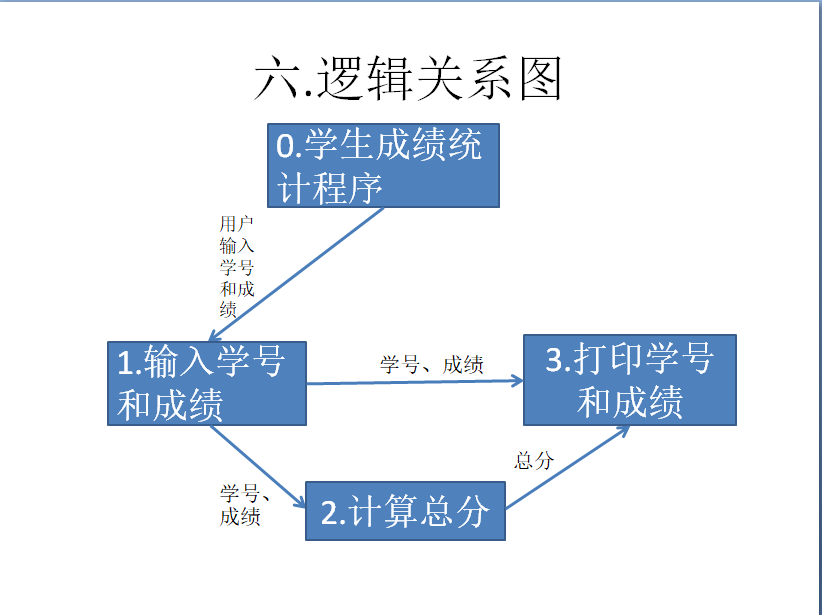 六.逻辑关系图
0.学生成绩统
计程序
用户
输入
学号
和成
绩
1.输入学号
和成绩
学号、成绩
3.打印学号
和成绩
总分
学号、
成绩
2.计算总分